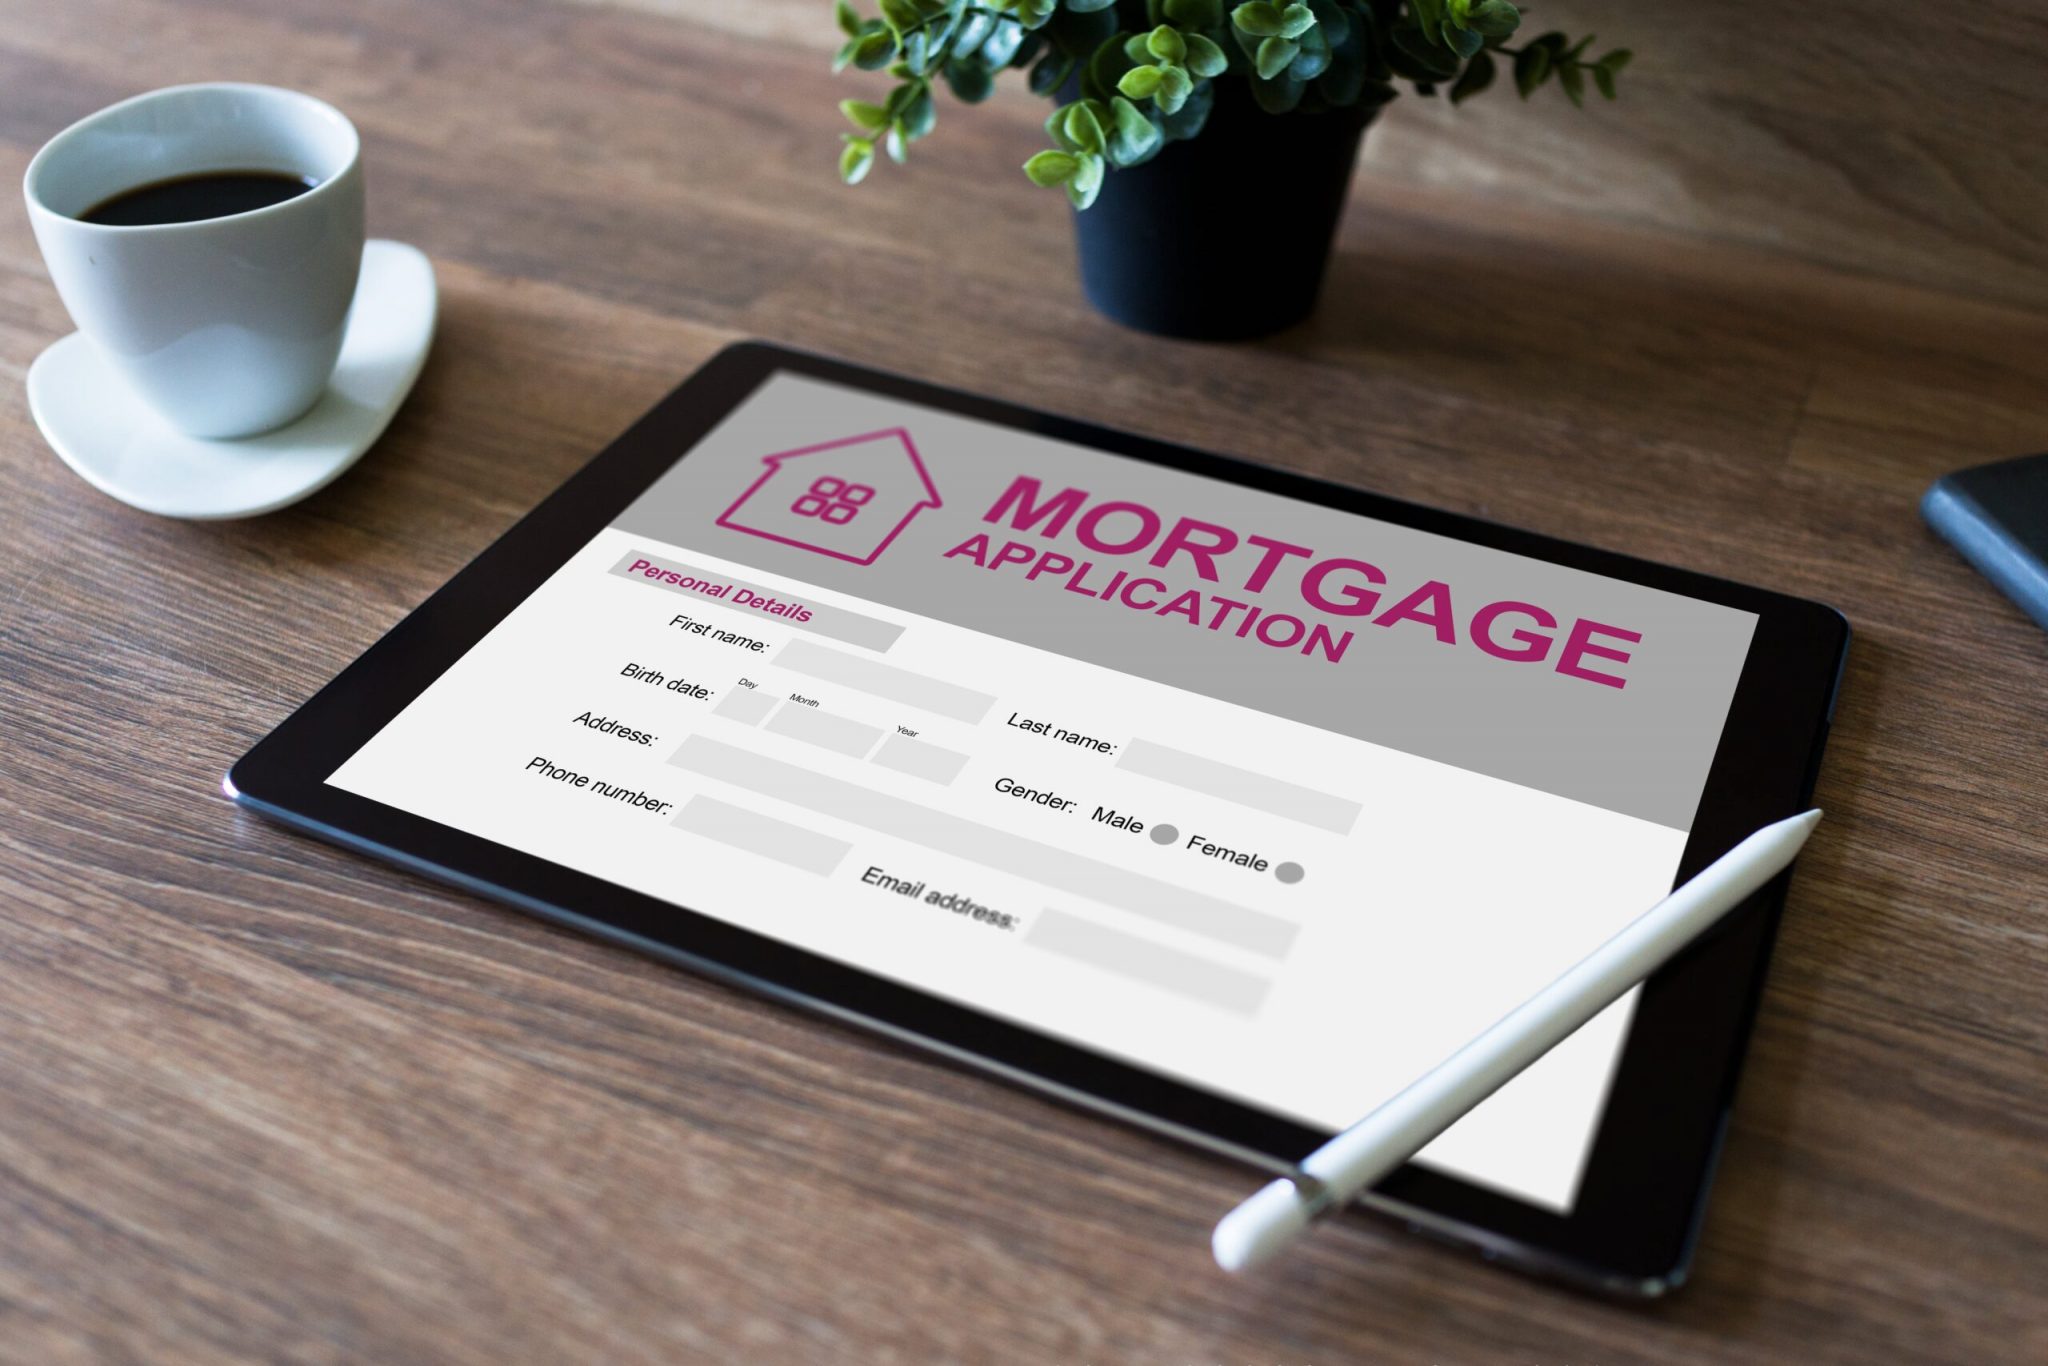 MORTGAGE
APPLICATION
Personal Details
First name: Last name:
Birth date: Day Month Year Gender: Male Female
Address:
Phone number: Email address: